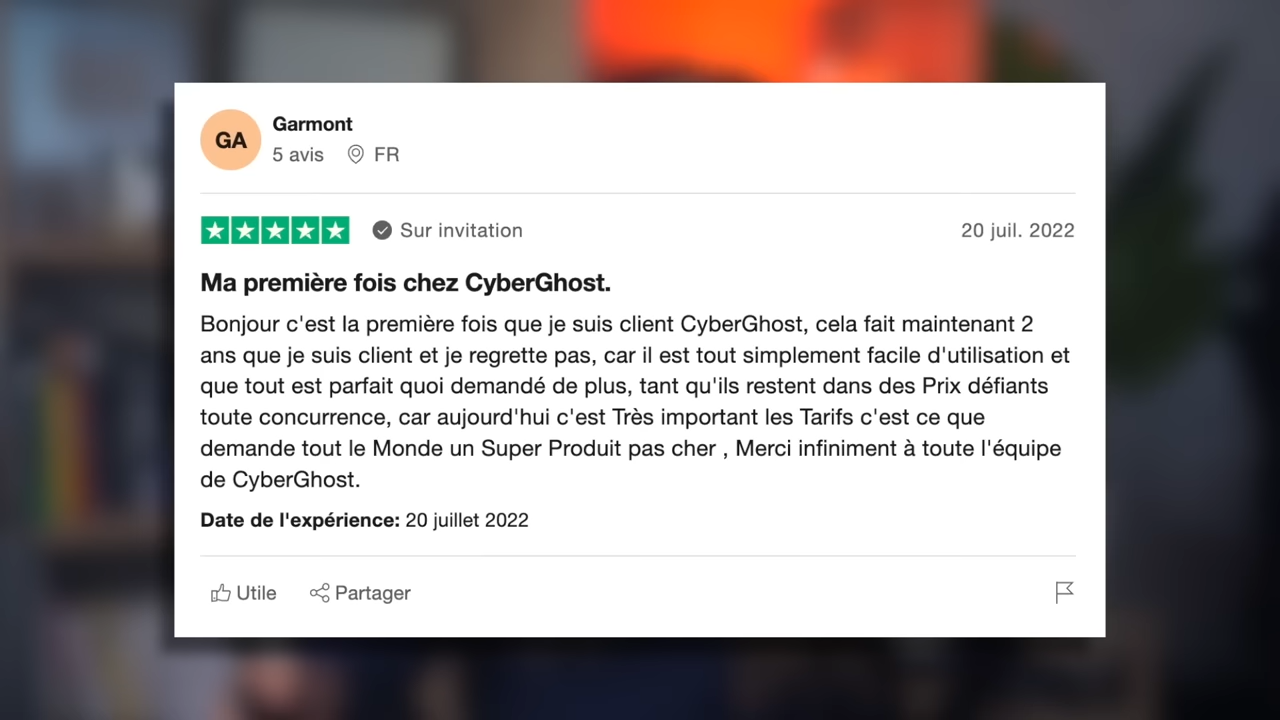 GA
Garmont
5 avis FR
Sur invitation 20 juil. 2022
Ma première fois chez CyberGhost.
Bonjour c'est la première fois que je suis client CyberGhost, cela fait maintenant 2
ans que je suis client et je regrette pas, car il est tout simplement facile d'utilisation et
que tout est parfait quoi demandé de plus, tant qu'ils restent dans des Prix défiants
toute concurrence, car aujourd'hui c'est Très important les Tarifs c'est ce que
demande tout le Monde un Super Produit pas cher , Merci infiniment à toute l'équipe
de CyberGhost.
Date de l'expérience: 20 juillet 2022
Utile Partager